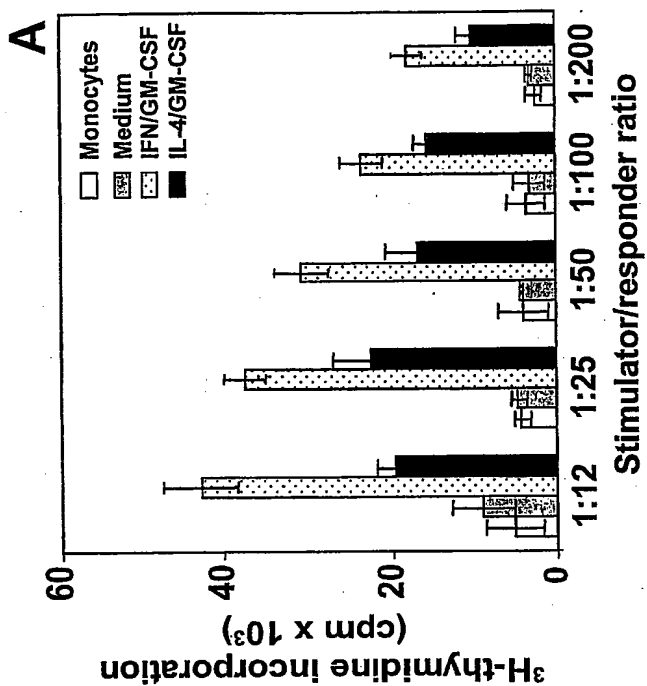 A
Monocytes
Medium
IFN/GM-CSF
IL-4/GM-CSF
³H-thymidine incorporation
(cpm x 10³)
60
40
20
0
1:12 1:25 1:50 1:100 1:200
Stimulator/responder ratio